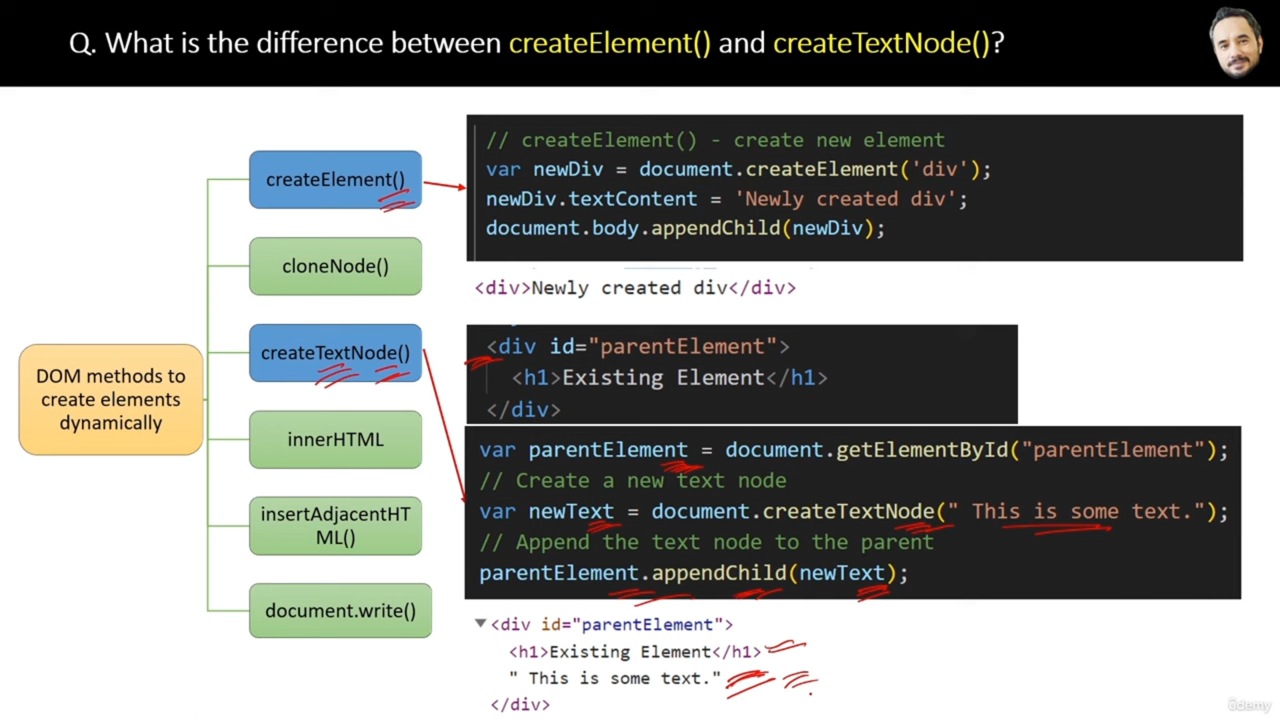 Q. What is the difference between createElement() and createTextNode()?
DOM methods to
create elements
dynamically
createElement()
cloneNode()
createTextNode()
innerHTML
insertAdjacentHT
ML()
document.write()
// createElement() - create new element
var newDiv = document.createElement('div');
newDiv.textContent = 'Newly created div';
document.body.appendChild(newDiv);
<div>Newly created div</div>
<div id="parentElement">
<h1>Existing Element</h1>
</div>
var parentElement = document.getElementById("parentElement");
// Create a new text node
var newText = document.createTextNode(" This is some text.");
// Append the text node to the parent
parentElement.appendChild(newText);
▼<div id="parentElement">
<h1>Existing Element</h1>
" This is some text."
</div>
ûdemy